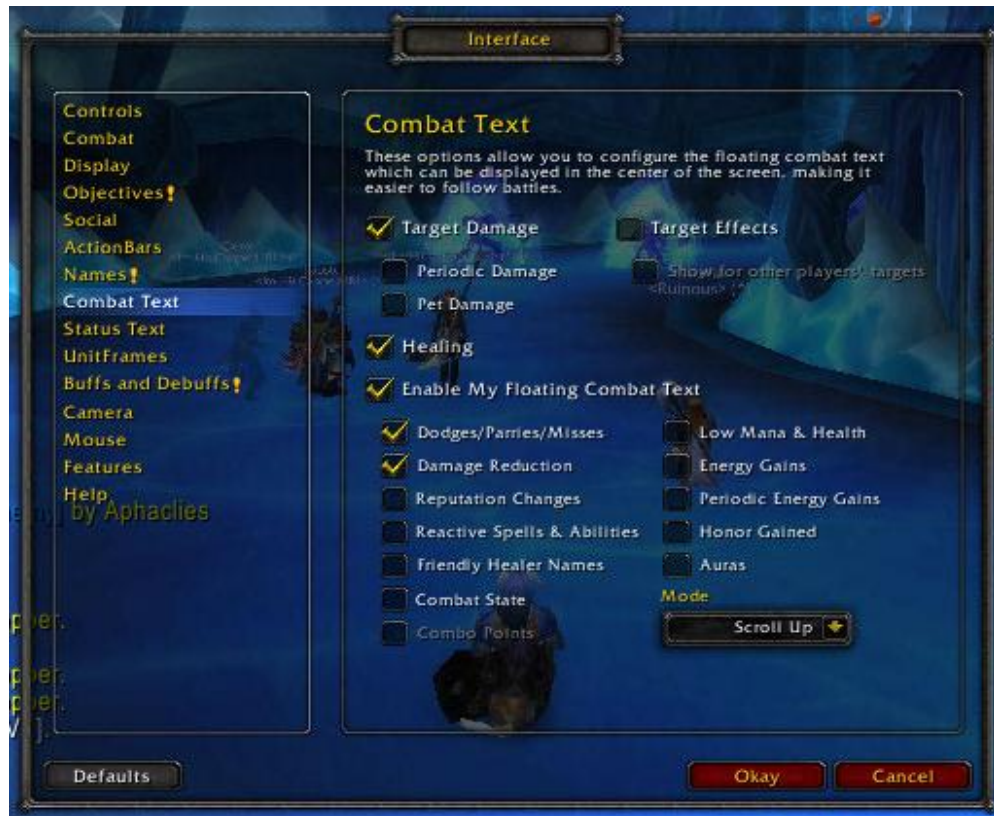 Interface
Controls
Combat
Display
Objectives!
Social
ActionBars
Names!
Combat Text
Status Text
UnitFrames
Buffs and Debuffs!
Camera
Mouse
Features
Help
by Aphaclies
Combat Text
These options allow you to configure the floating combat text
which can be displayed in the center of the screen, making it
easier to follow battles.
Target Damage
Target Effects
Periodic Damage
Show for other players' targets
<Ruinous>
Pet Damage
Healing
Enable My Floating Combat Text
Dodges/Parries/Misses
Low Mana & Health
Damage Reduction
Energy Gains
Reputation Changes
Periodic Energy Gains
Reactive Spells & Abilities
Honor Gained
Friendly Healer Names
Auras
Combat State
Mode
Combo Points
Scroll Up
Defaults
Okay
Cancel